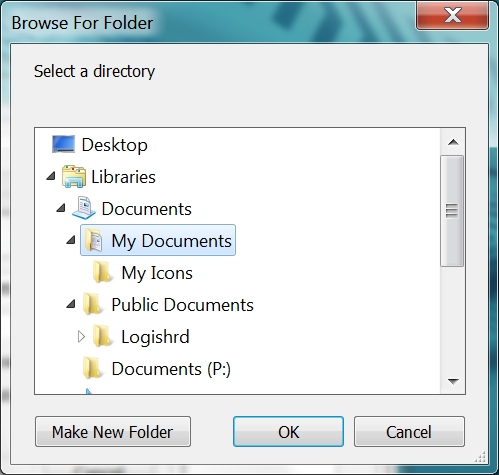 Browse For Folder
Select a directory
Desktop
Libraries
Documents
My Documents
My Icons
Public Documents
Logishrd
Documents (P:)
Make New Folder OK Cancel